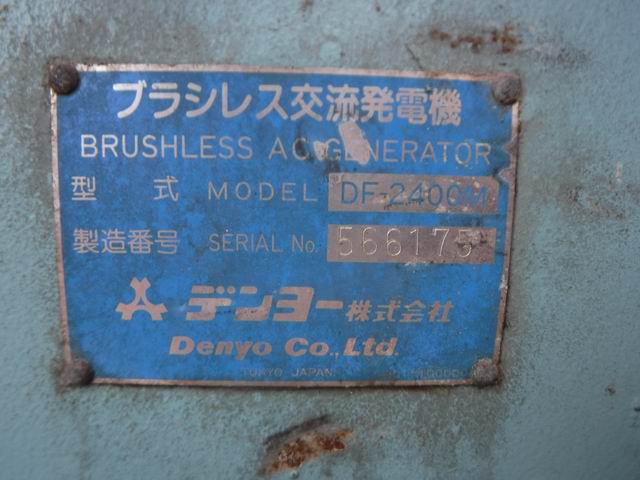 ブラシレス交流発電機
BRUSHLESS AC GENERATOR
型式 MODEL DF-2400M
製造番号 SERIAL No. 566175
デンヨー株式会社
Denyo Co., Ltd.
TOKYO JAPAN